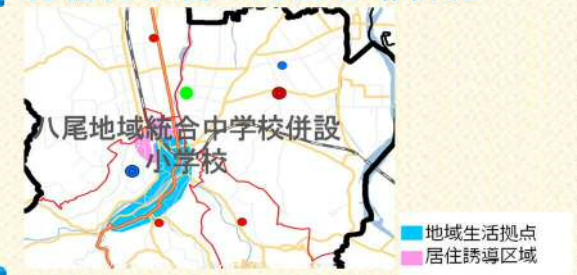 八尾地域統合中学校併設
小学校
地域生活拠点
居住誘導区域